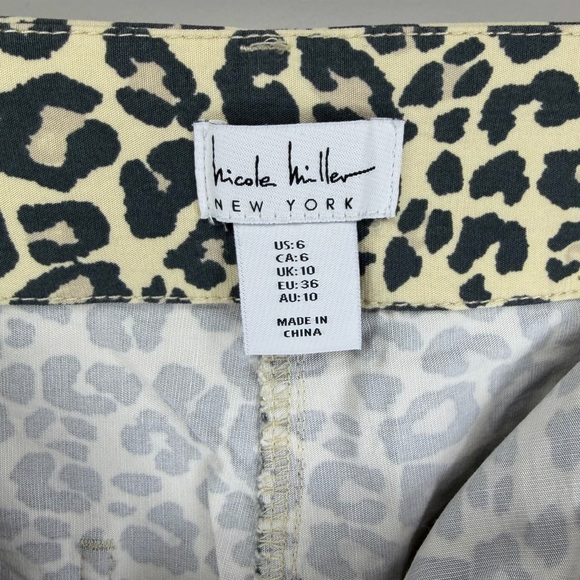 nicole miller
NEW YORK
US: 6
CA: 6
UK: 10
EU: 36
AU: 10
MADE IN
CHINA